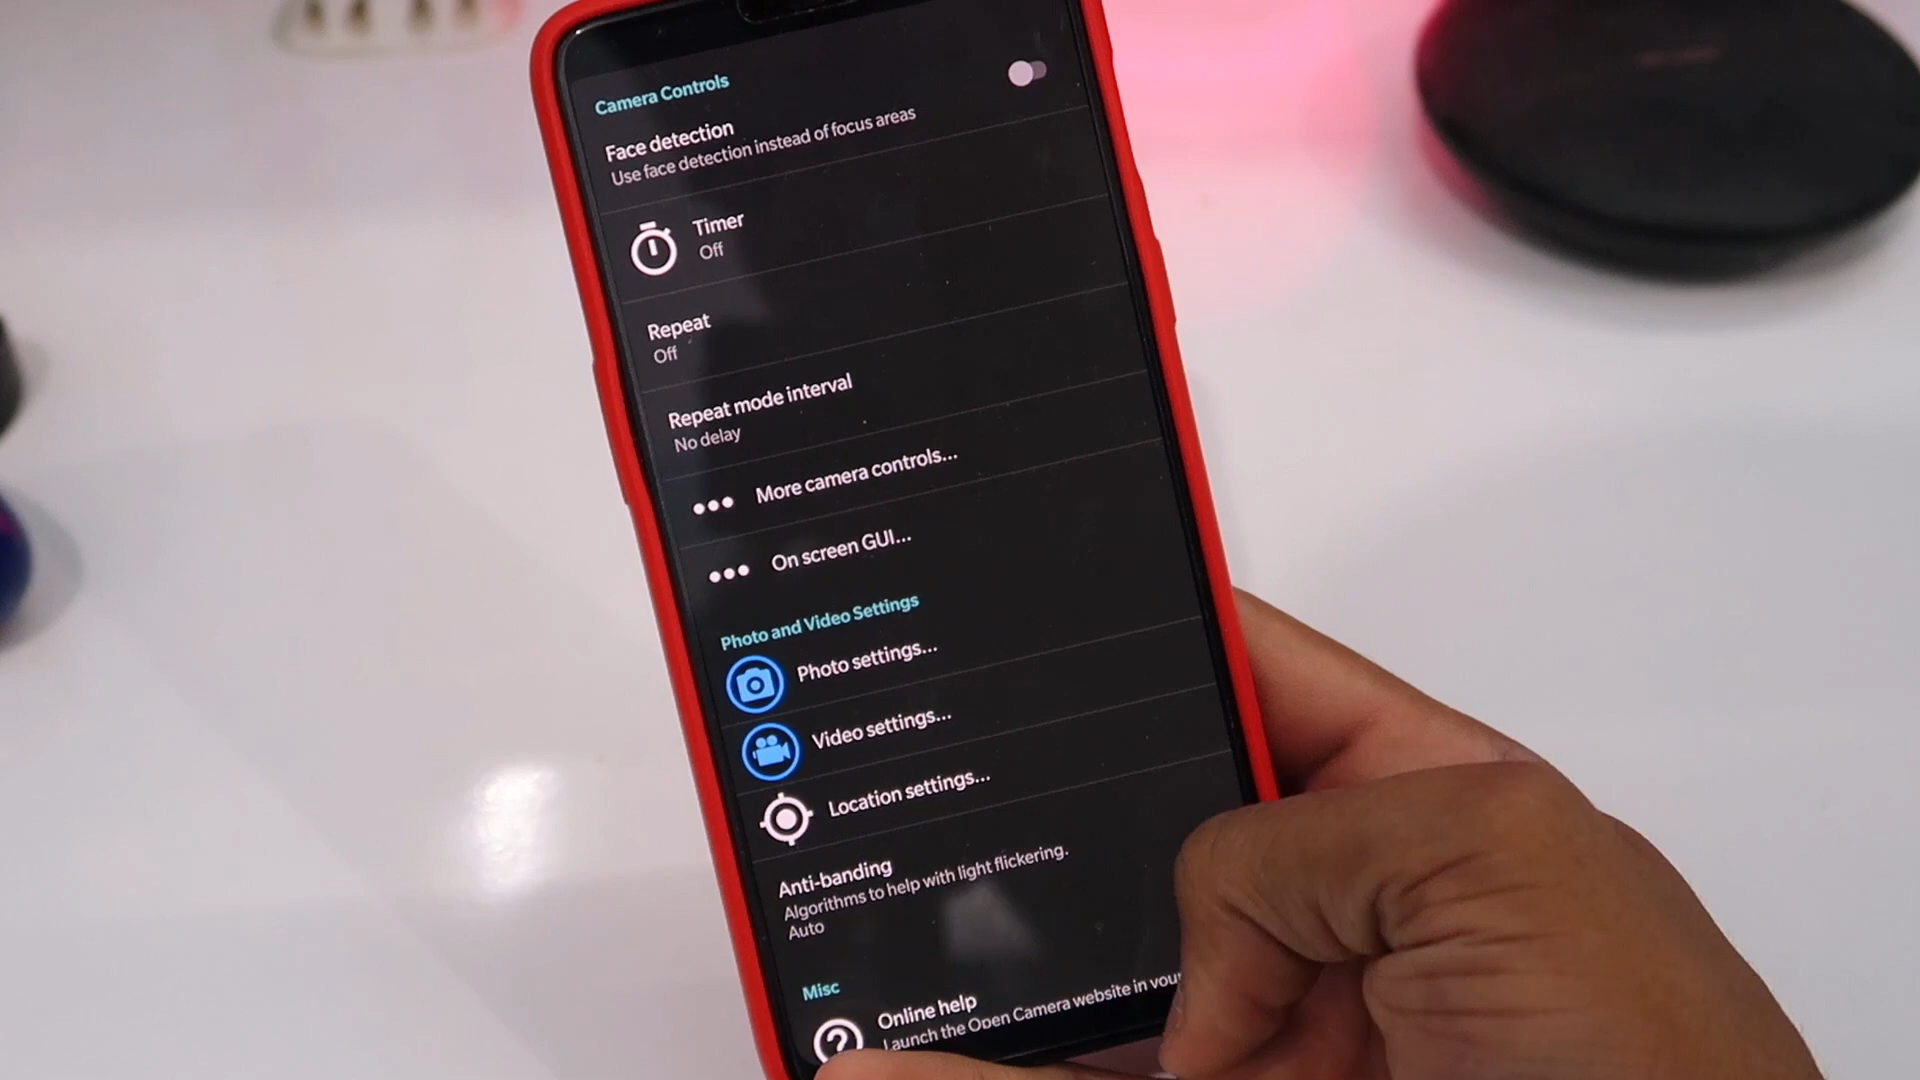 Camera Controls
Face detection
Use face detection instead of focus areas
Timer
Off
Repeat
Off
Repeat mode interval
No delay
More camera controls...
On screen GUI...
Photo and Video Settings
Photo settings...
Video settings...
Location settings...
Anti-banding
Algorithms to help with light flickering.
Auto
Misc
Online help
Launch the Open Camera website in your